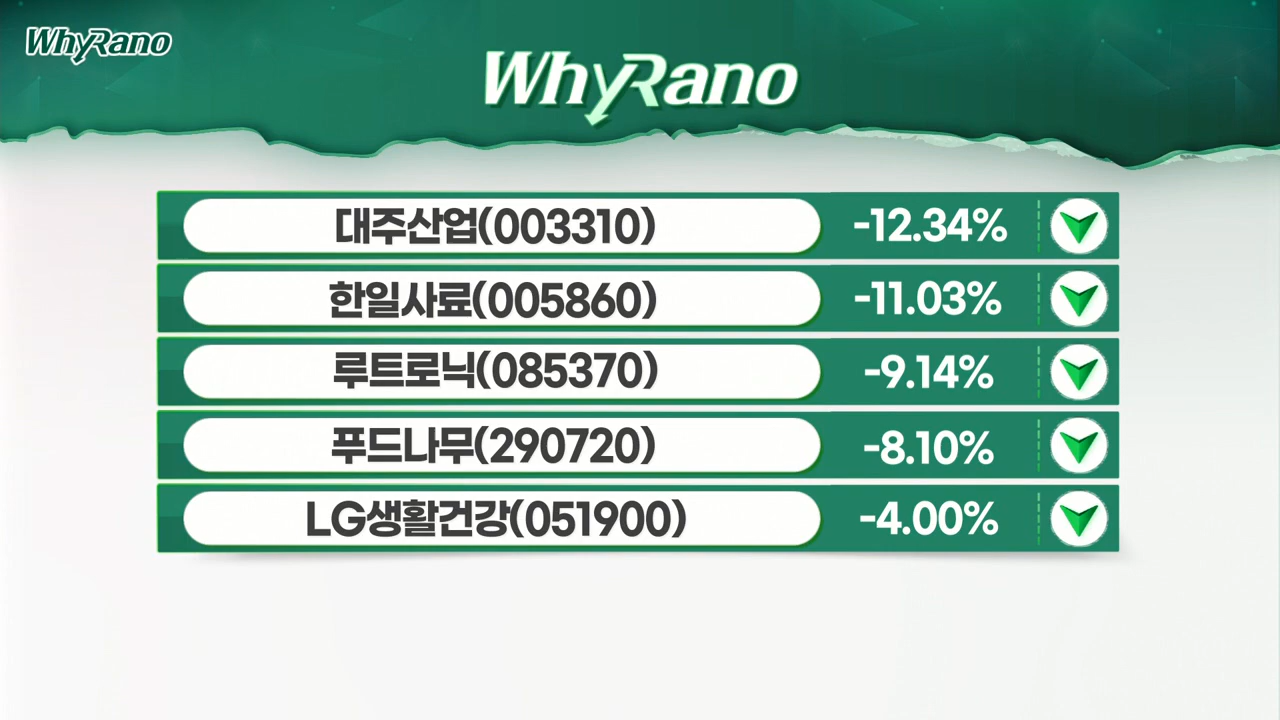 WhyRano
WhyRano
대주산업(003310) -12.34%
한일사료(005860) -11.03%
루트로닉(085370) -9.14%
푸드나무(290720) -8.10%
LG생활건강(051900) -4.00%